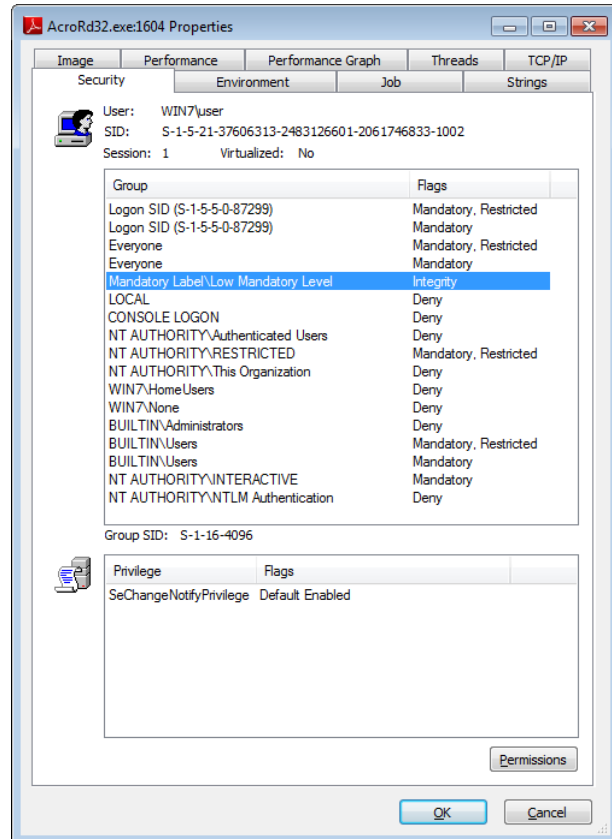 AcroRd32.exe:1604 Properties
Image Performance Performance Graph Threads TCP/IP
Security Environment Job Strings
User: WIN7\user
SID: S-1-5-21-37606313-2483126601-2061746833-1002
Session: 1 Virtualized: No
Group Flags
Logon SID (S-1-5-5-0-87299) Mandatory, Restricted
Logon SID (S-1-5-5-0-87299) Mandatory
Everyone Mandatory, Restricted
Everyone Mandatory
Mandatory Label\Low Mandatory Level Integrity
LOCAL Deny
CONSOLE LOGON Deny
NT AUTHORITY\Authenticated Users Deny
NT AUTHORITY\RESTRICTED Mandatory, Restricted
NT AUTHORITY\This Organization Deny
WIN7\HomeUsers Deny
WIN7\None Deny
BUILTIN\Administrators Deny
BUILTIN\Users Mandatory, Restricted
BUILTIN\Users Mandatory
NT AUTHORITY\INTERACTIVE Mandatory
NT AUTHORITY\NTLM Authentication Deny
Group SID: S-1-16-4096
Privilege Flags
SeChangeNotifyPrivilege Default Enabled
Permissions
OK Cancel